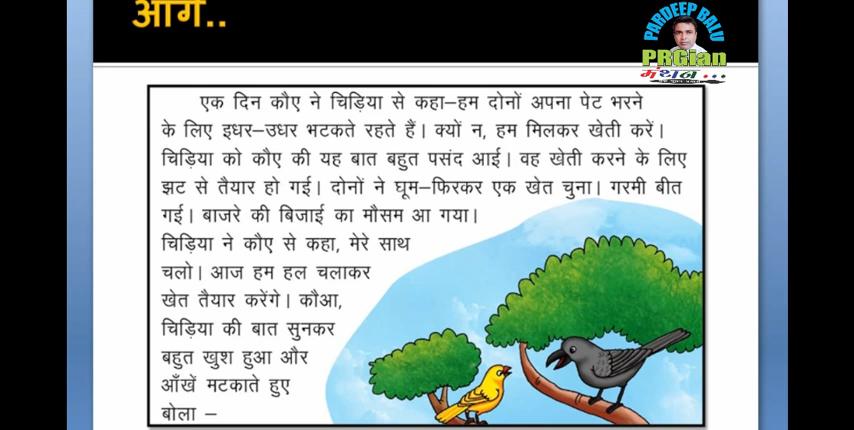 आगे..
PARDEEP BALU
PRGian
मंथन...
एक दिन कौए ने चिड़िया से कहा–हम दोनों अपना पेट भरने
के लिए इधर–उधर भटकते रहते हैं। क्यों न, हम मिलकर खेती करें।
चिड़िया को कौए की यह बात बहुत पसंद आई। वह खेती करने के लिए
झट से तैयार हो गई। दोनों ने घूम–फिरकर एक खेत चुना। गरमी बीत
गई। बाजरे की बिजाई का मौसम आ गया।
चिड़िया ने कौए से कहा, मेरे साथ
चलो। आज हम हल चलाकर
खेत तैयार करेंगे। कौआ,
चिड़िया की बात सुनकर
बहुत खुश हुआ और
आँखें मटकाते हुए
बोला –